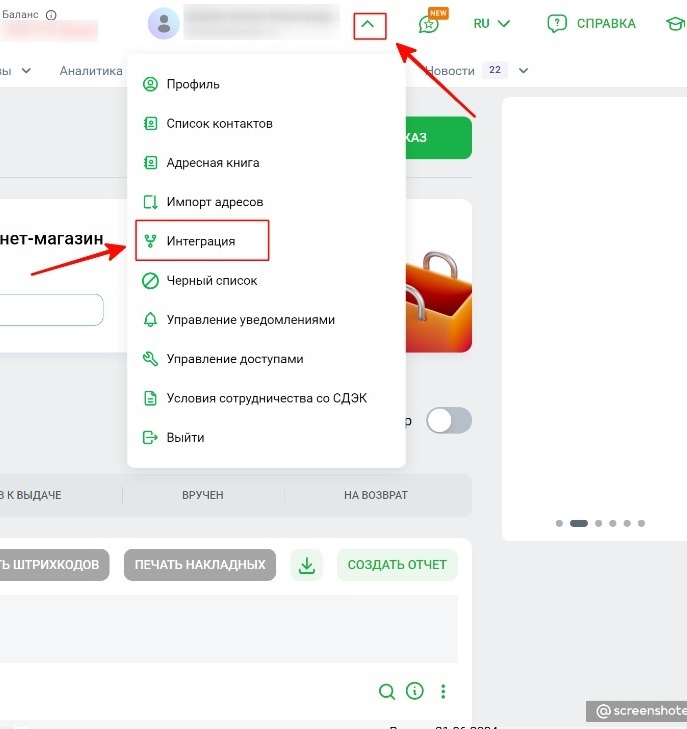 Баланс
NEW
RU
СПРАВКА
Аналитика
Новости
22
Профиль
Список контактов
КАЗ
Адресная книга
Импорт адресов
нет-магазин
Интеграция
Черный список
Управление уведомлениями
Управление доступами
Условия сотрудничества со СДЭК
р
Выйти
В К ВЫДАЧЕ
ВРУЧЕН
НА ВОЗВРАТ
Ь ШТРИХКОДОВ
ПЕЧАТЬ НАКЛАДНЫХ
СОЗДАТЬ ОТЧЕТ
@screenshote